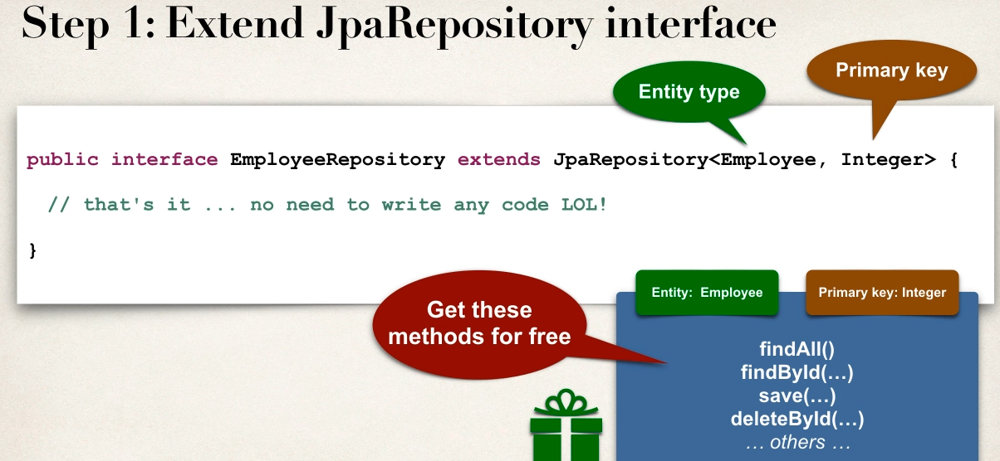 Step 1: Extend JpaRepository interface
Entity type
Primary key
public interface EmployeeRepository extends JpaRepository<Employee, Integer> {
// that's it ... no need to write any code LOL!
}
Get these
methods for free
Entity: Employee
Primary key: Integer
findAll()
findById(…)
save(…)
deleteById(…)
… others …